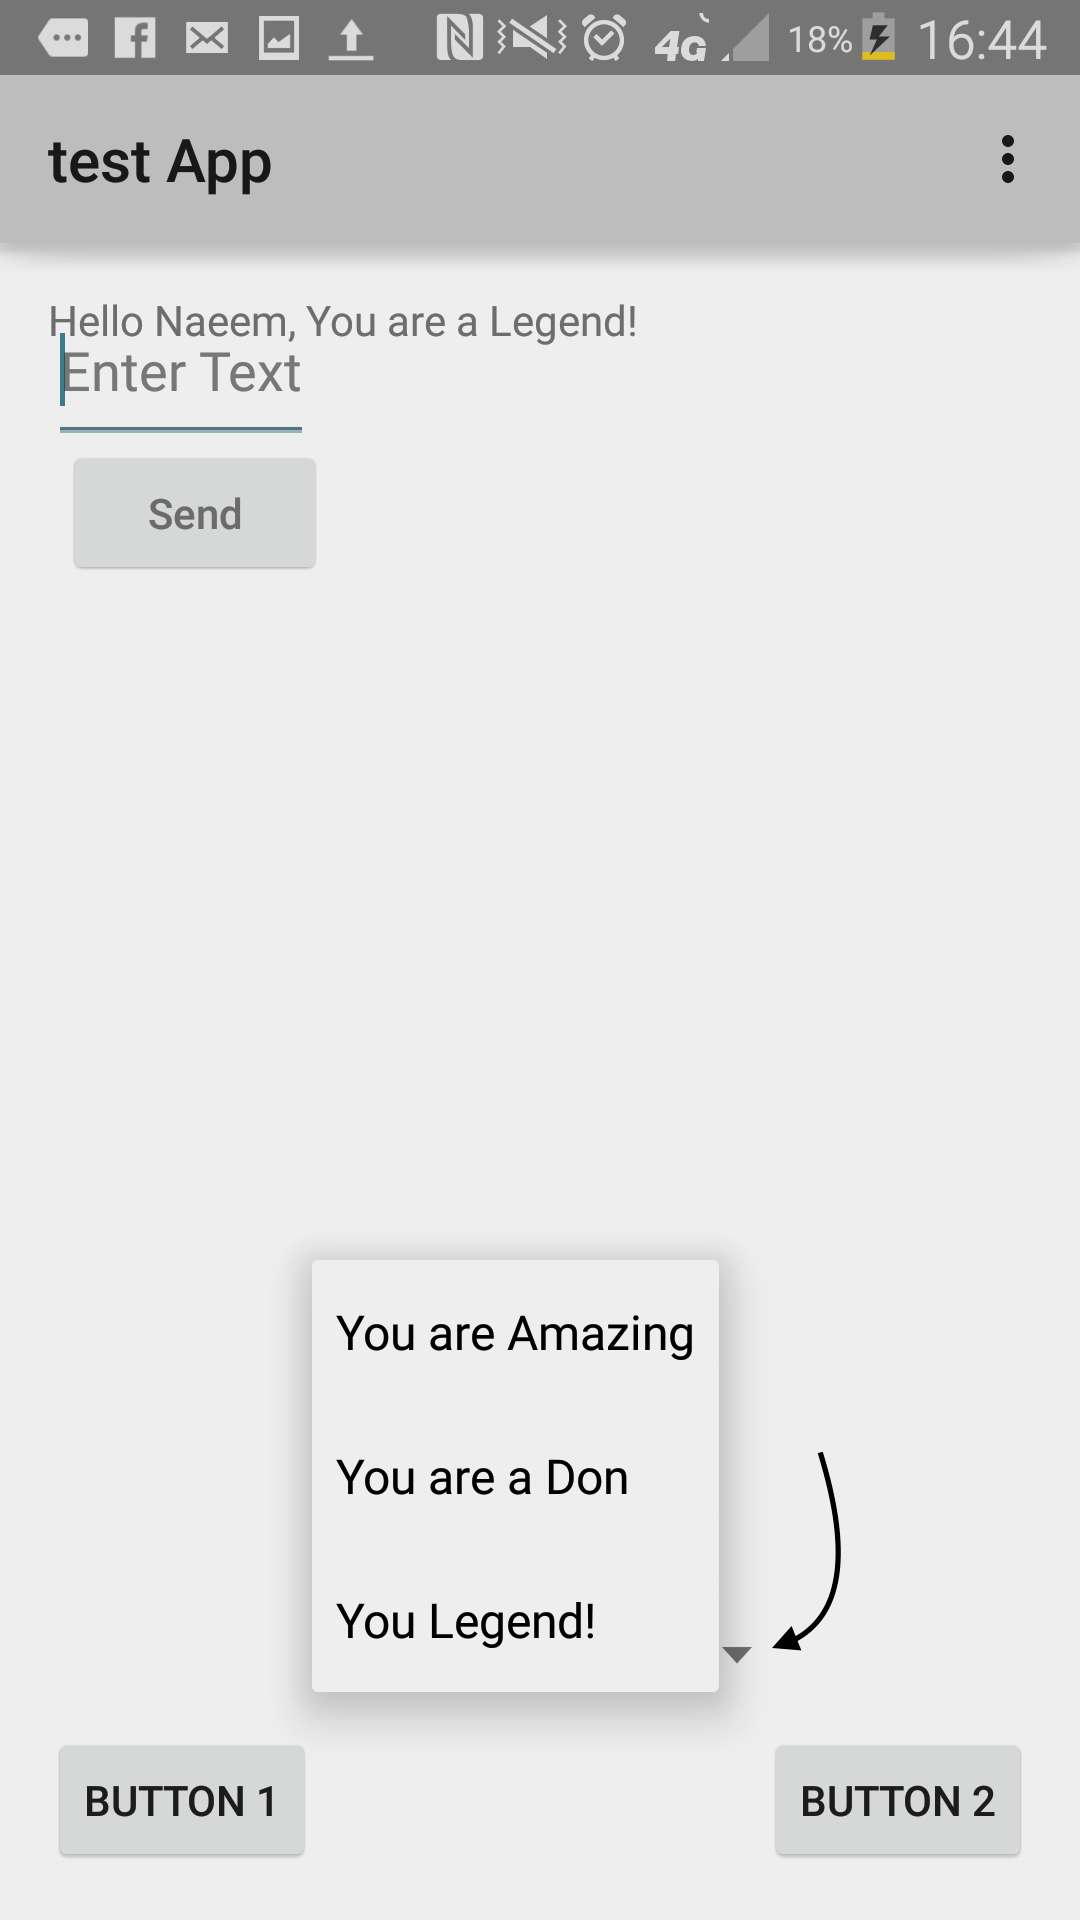 4G 18% 16:44
test App
Hello Naeem, You are a Legend!
Enter Text
Send
You are Amazing
You are a Don
You Legend!
BUTTON 1
BUTTON 2